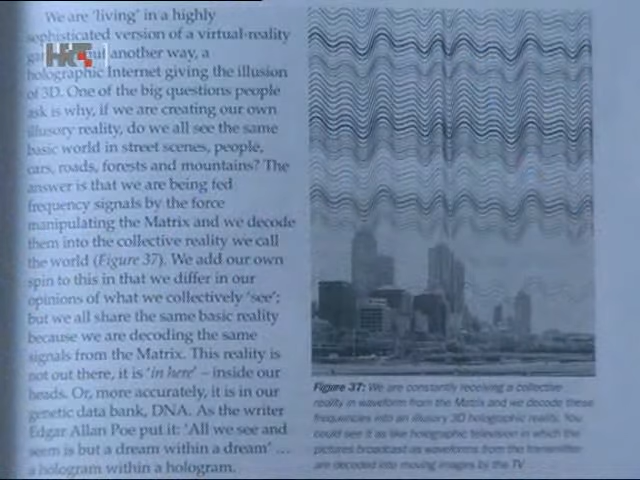 We are 'living' in a highly
sophisticated version of a virtual-reality
HRT
another way, a
holographic Internet giving the illusion
of 3D. One of the big questions people
ask is why, if we are creating our own
illusory reality, do we all see the same
basic world in street scenes, people,
cars, roads, forests and mountains? The
answer is that we are being fed
frequency signals by the force
manipulating the Matrix and we decode
them into the collective reality we call
the world (Figure 37). We add our own
spin to this in that we differ in our
opinions of what we collectively 'see';
but we all share the same basic reality
because we are decoding the same
signals from the Matrix. This reality is
not out there, it is 'in here' – inside our
heads. Or, more accurately, it is in our
genetic data bank, DNA. As the writer
Edgar Allan Poe put it: 'All we see and
seem is but a dream within a dream' ...
a hologram within a hologram.
Figure 37: We are constantly receiving a collective
reality in waveform from the Matrix and we decode these
frequencies into an illusory 3D holographic reality. You
could see it as like holographic television in which the
pictures broadcast as waveforms from the transmitter
are decoded into moving images by the TV